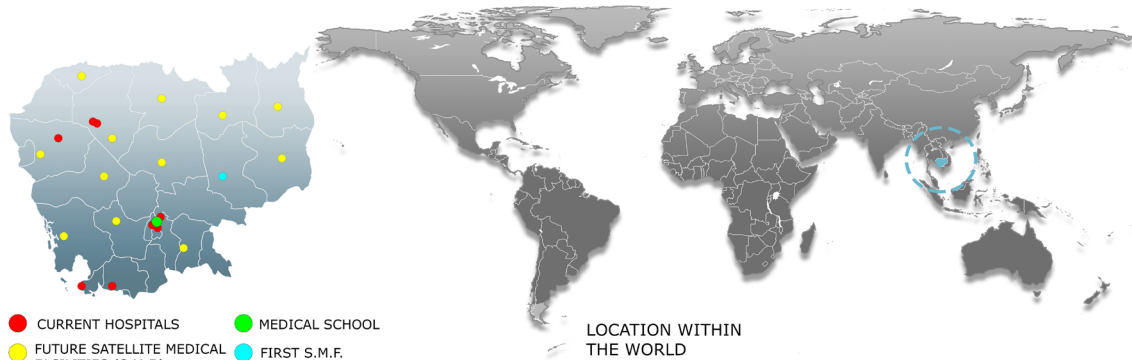 CURRENT HOSPITALS
MEDICAL SCHOOL
FUTURE SATELLITE MEDICAL
FIRST S.M.F.
LOCATION WITHIN
THE WORLD